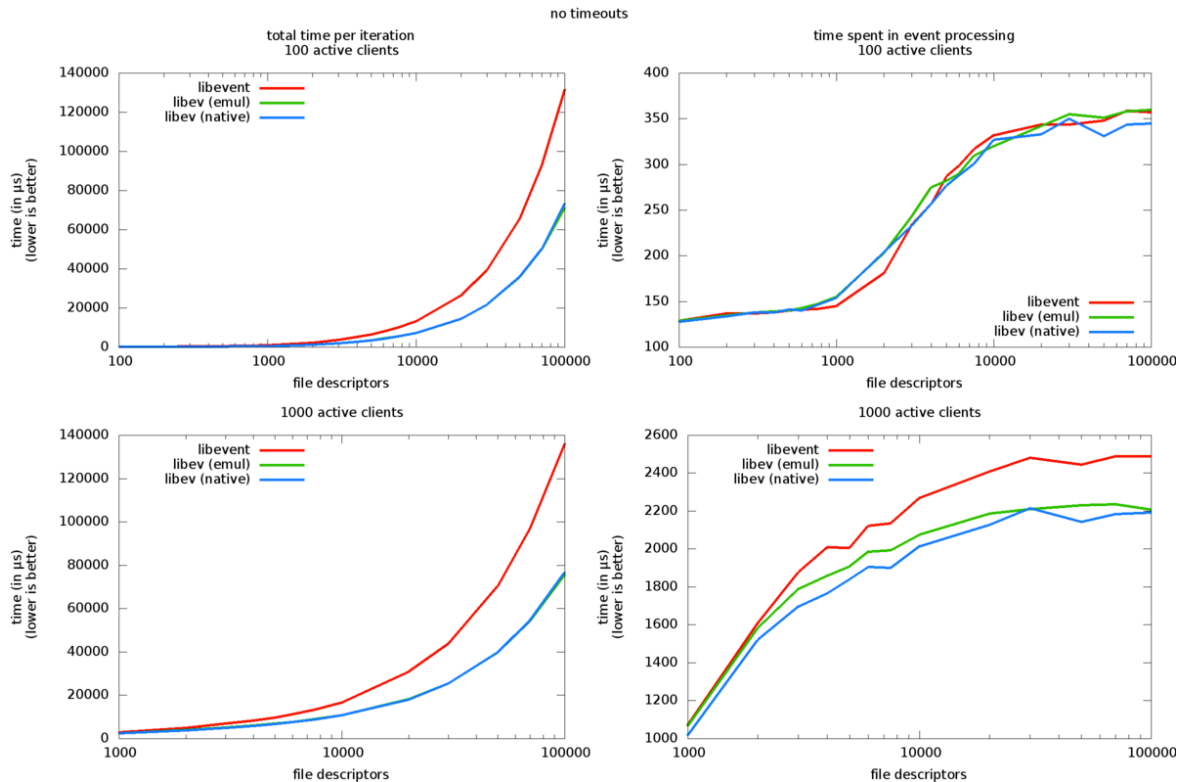 no timeouts
total time per iteration
100 active clients
time (in µs)
(lower is better)
140000
120000
100000
80000
60000
40000
20000
0
libevent
libev (emul)
libev (native)
100
1000
10000
100000
file descriptors
time spent in event processing
100 active clients
time (in µs)
(lower is better)
400
350
300
250
200
150
100
libevent
libev (emul)
libev (native)
100
1000
10000
100000
file descriptors
1000 active clients
time (in µs)
(lower is better)
140000
120000
100000
80000
60000
40000
20000
0
libevent
libev (emul)
libev (native)
1000
10000
100000
file descriptors
1000 active clients
time (in µs)
(lower is better)
2600
2400
2200
2000
1800
1600
1400
1200
1000
libevent
libev (emul)
libev (native)
1000
10000
100000
file descriptors